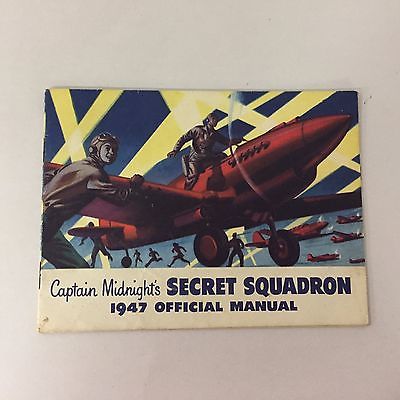 Captain Midnight's SECRET SQUADRON
1947 OFFICIAL MANUAL